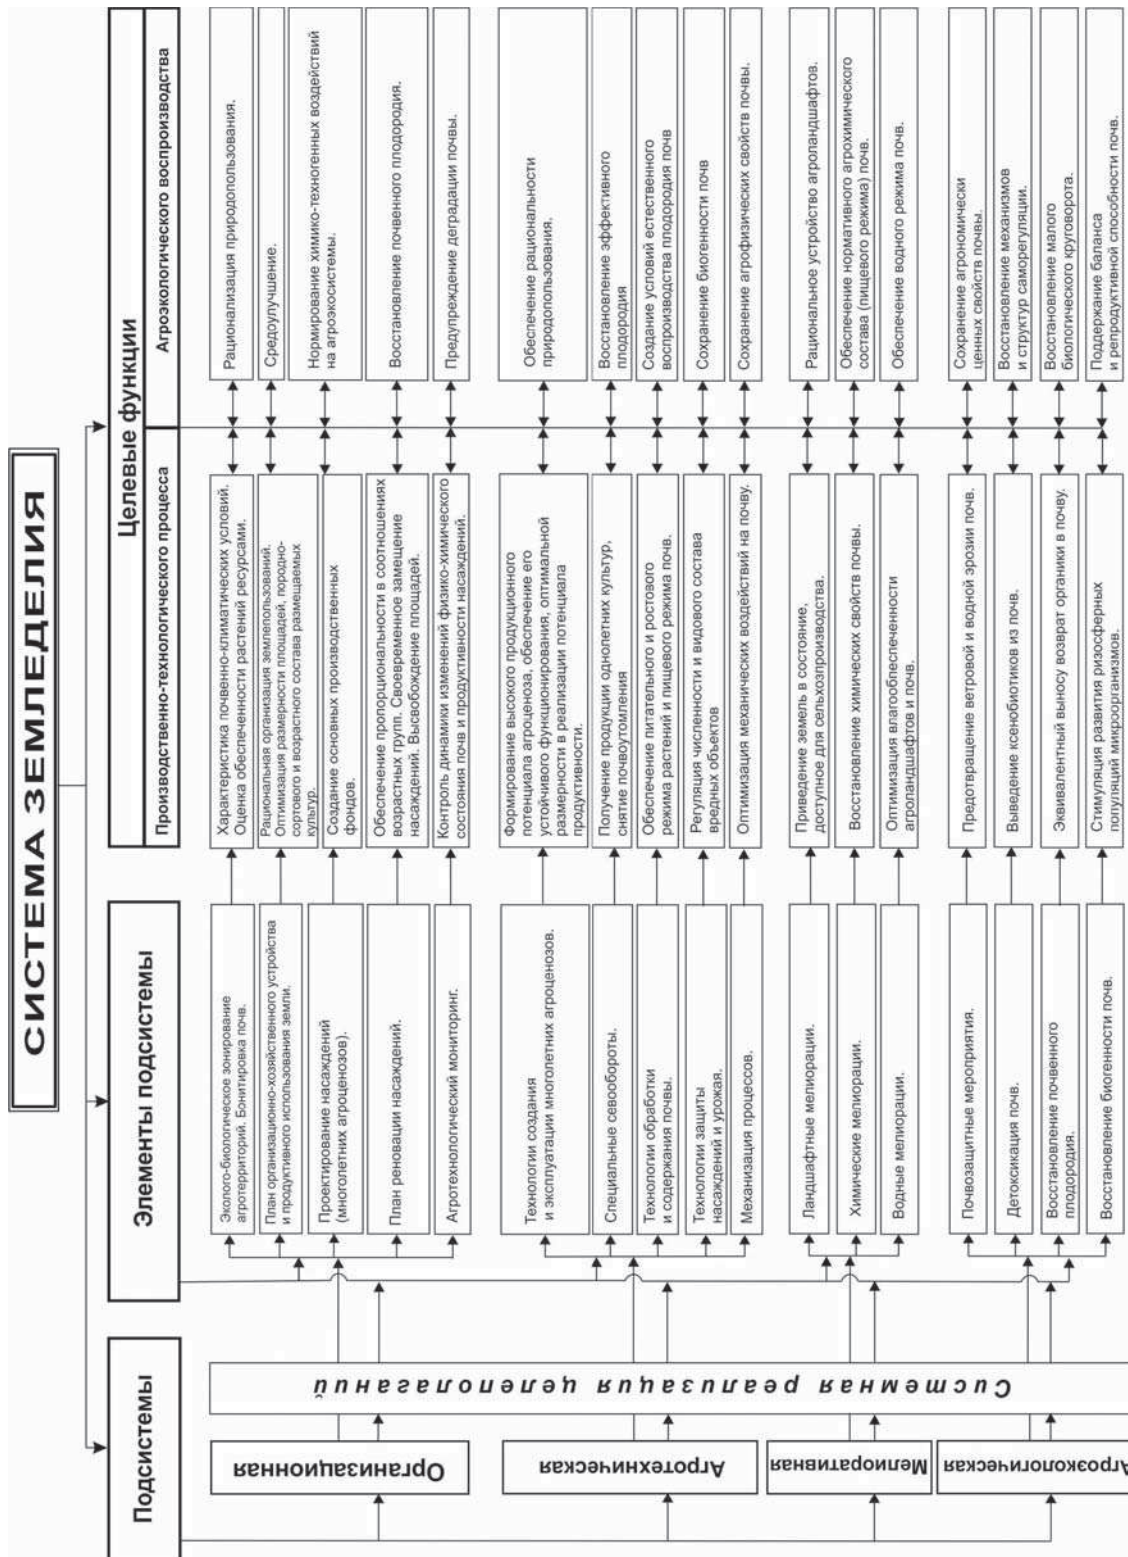 СИСТЕМА ЗЕМЛЕДЕЛИЯ
Подсистемы
Элементы подсистемы
Целевые функции
Производственно-технологического процесса
Агроэкологического воспроизводства
Системная реализация целеполаганий
Организационная
Эколого-биологическое зонирование
агротерриторий. Бонитировка почв.
Характеристика почвенно-климатических условий.
Оценка обеспеченности растений ресурсами.
Рационализация природопользования.
План организационно-хозяйственного устройства
и продуктивного использования земли.
Рациональная организация землепользований.
Оптимизация размерности площадей, породно-
сортового и возрастного состава размещаемых
культур.
Средоулучшение.
Проектирование насаждений
(многолетних агроценозов).
Создание основных производственных
фондов.
Нормирование химико-техногенных воздействий
на агроэкосистемы.
План реновации насаждений.
Обеспечение пропорциональности в соотношениях
возрастных групп. Своевременное замещение
насаждений. Высвобождение площадей.
Восстановление почвенного плодородия.
Агротехнологический мониторинг.
Контроль динамики изменений физико-химического
состояния почв и продуктивности насаждений.
Предупреждение деградации почвы.
Агротехническая
Технологии создания
и эксплуатации многолетних агроценозов.
Формирование высокого продукционного
потенциала агроценоза, обеспечение его
устойчивого функционирования, оптимальной
размерности в реализации потенциала
продуктивности.
Обеспечение рациональности
природопользования.
Специальные севообороты.
Получение продукции однолетних культур,
снятие почвоутомления
Восстановление эффективного
плодородия
Технологии обработки
и содержания почвы.
Обеспечение питательного и ростового
режима растений и пищевого режима почв.
Создание условий естественного
воспроизводства плодородия почв
Технологии защиты
насаждений и урожая.
Регуляция численности и видового состава
вредных объектов
Сохранение биогенности почв
Механизация процессов.
Оптимизация механических воздействий на почву.
Сохранение агрофизических свойств почвы.
Мелиоративная
Ландшафтные мелиорации.
Приведение земель в состояние,
доступное для сельхозпроизводства.
Рациональное устройство агроландшафтов.
Химические мелиорации.
Восстановление химических свойств почвы.
Обеспечение нормативного агрохимического
состава (пищевого режима) почв.
Водные мелиорации.
Оптимизация влагообеспеченности
агроландшафтов и почв.
Обеспечение водного режима почв.
Агроэкологическая
Почвозащитные мероприятия.
Предотвращение ветровой и водной эрозии почв.
Сохранение агрономически
ценных свойств почвы.
Детоксикация почв.
Выведение ксенобиотиков из почв.
Восстановление механизмов
и структур саморегуляции.
Восстановление почвенного
плодородия.
Эквивалентный выносу возврат органики в почву.
Восстановление малого
биологического круговорота.
Восстановление биогенности почв.
Стимуляция развития ризосферных
популяций микроорганизмов.
Поддержание баланса
и репродуктивной способности почв.